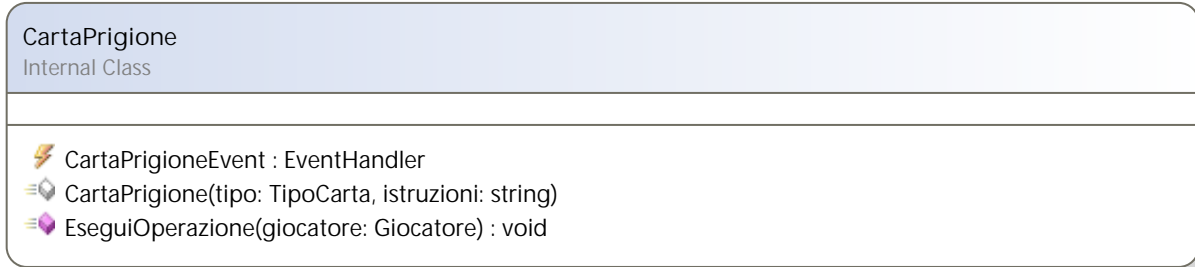 CartaPrigione
Internal Class
CartaPrigioneEvent : EventHandler
CartaPrigione(tipo: TipoCarta, istruzioni: string)
EseguiOperazione(giocatore: Giocatore) : void